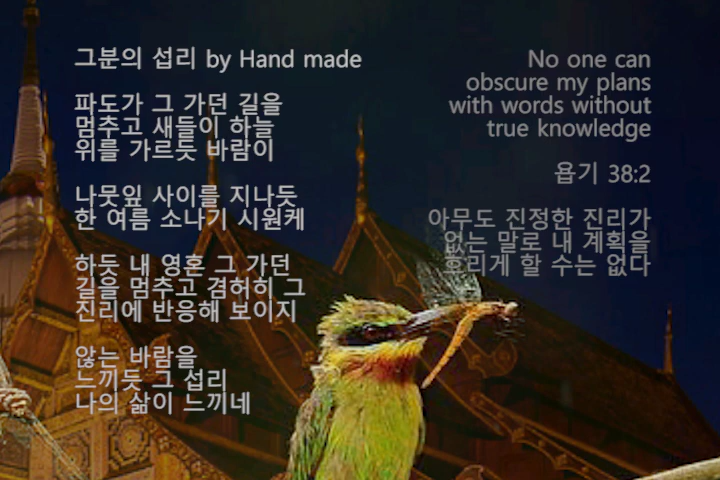 그분의 섭리 by Hand made
파도가 그 가던 길을
멈추고 새들이 하늘
위를 가르듯 바람이
나뭇잎 사이를 지나듯
한 여름 소나기 시원케
하듯 내 영혼 그 가던
길을 멈추고 겸허히 그
진리에 반응해 보이지
않는 바람을
느끼듯 그 섭리
나의 삶이 느끼네
No one can
obscure my plans
with words without
true knowledge
욥기 38:2
아무도 진정한 진리가
없는 말로 내 계획을
흐리게 할 수는 없다